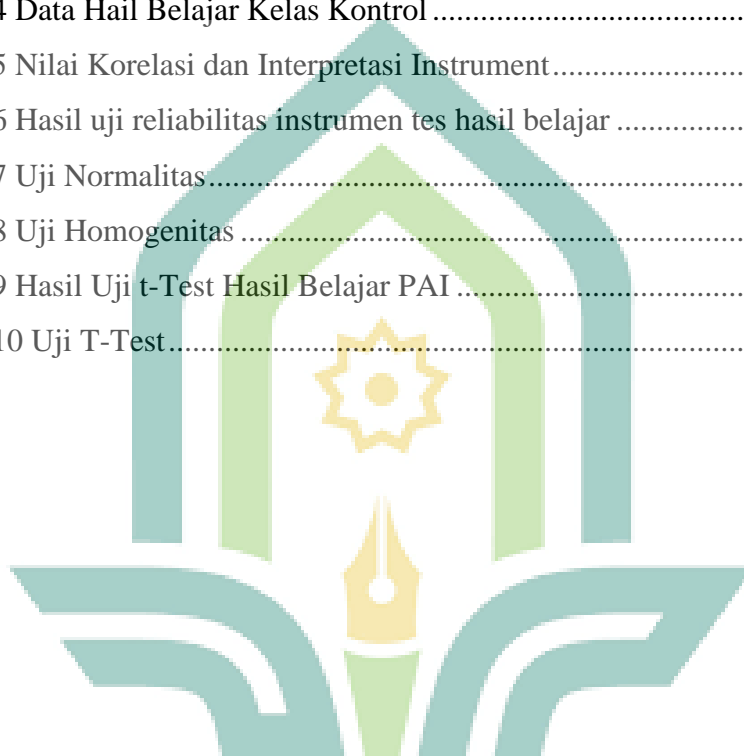 4 Data Hail Belajar Kelas Kontrol ................................................
5 Nilai Korelasi dan Interpretasi Instrument..............................
6 Hasil uji reliabilitas instrumen tes hasil belajar .....................
7 Uji Normalitas..................................................................................
8 Uji Homogenitas ..............................................................................
9 Hasil Uji t-Test Hasil Belajar PAI ............................................
10 Uji T-Test.........................................................................................